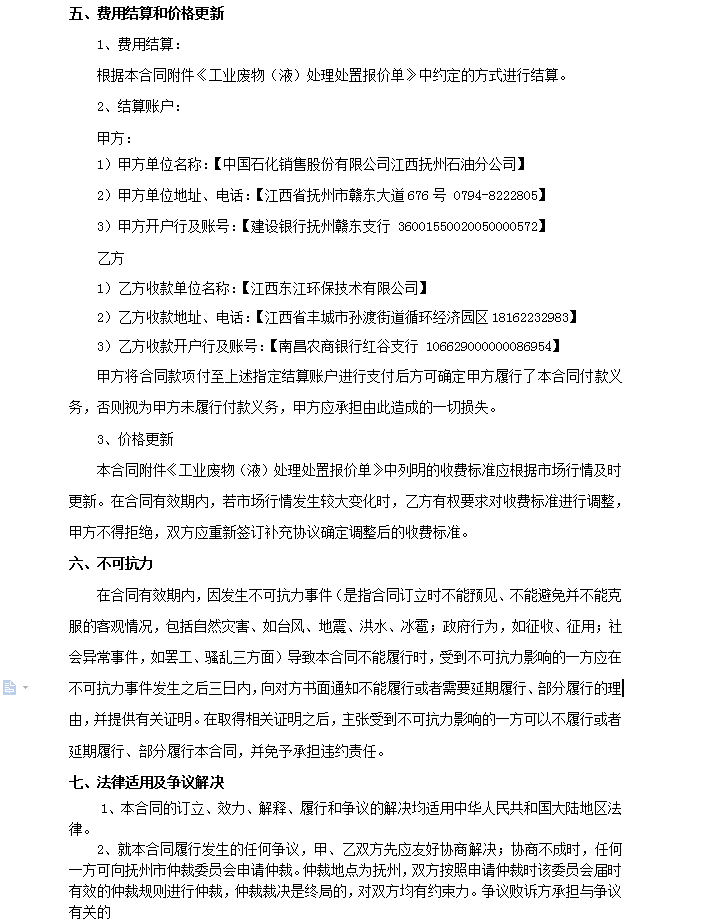 五、费用结算和价格更新
1、费用结算：
根据本合同附件《工业废物（液）处理处置报价单》中约定的方式进行结算。
2、结算账户：
甲方：
1）甲方单位名称：【中国石化销售股份有限公司江西抚州石油分公司】
2）甲方单位地址、电话：【江西省抚州市赣东大道676号 0794-8222805】
3）甲方开户行及账号：【建设银行抚州赣东支行 36001550020050000572】
乙方
1）乙方收款单位名称：【江西东江环保技术有限公司】
2）乙方收款地址、电话：【江西省丰城市孙渡街道循环经济园区18162232983】
3）乙方收款开户行及账号：【南昌农商银行红谷支行 106629000000086954】
甲方将合同款项付至上述指定结算账户进行支付后方可确定甲方履行了本合同付款义
务，否则视为甲方未履行付款义务，甲方应承担由此造成的一切损失。
3、价格更新
本合同附件《工业废物（液）处理处置报价单》中列明的收费标准应根据市场行情及时
更新。在合同有效期内，若市场行情发生较大变化时，乙方有权要求对收费标准进行调整，
甲方不得拒绝，双方应重新签订补充协议确定调整后的收费标准。
六、不可抗力
在合同有效期内，因发生不可抗力事件（是指合同订立时不能预见、不能避免并不能克
服的客观情况，包括自然灾害、如台风、地震、洪水、冰雹；政府行为，如征收、征用；社
会异常事件，如罢工、骚乱三方面）导致本合同不能履行时，受到不可抗力影响的一方应在
不可抗力事件发生之后三日内，向对方书面通知不能履行或者需要延期履行、部分履行的理
由，并提供有关证明。在取得相关证明之后，主张受到不可抗力影响的一方可以不履行或者
延期履行、部分履行本合同，并免予承担违约责任。
七、法律适用及争议解决
1、本合同的订立、效力、解释、履行和争议的解决均适用中华人民共和国大陆地区法
律。
2、就本合同履行发生的任何争议，甲、乙双方先应友好协商解决；协商不成时，任何
一方可向抚州市仲裁委员会申请仲裁。仲裁地点为抚州，双方按照申请仲裁时该委员会届时
有效的仲裁规则进行仲裁，仲裁裁决是终局的，对双方均有约束力。争议败诉方承担与争议
有关的